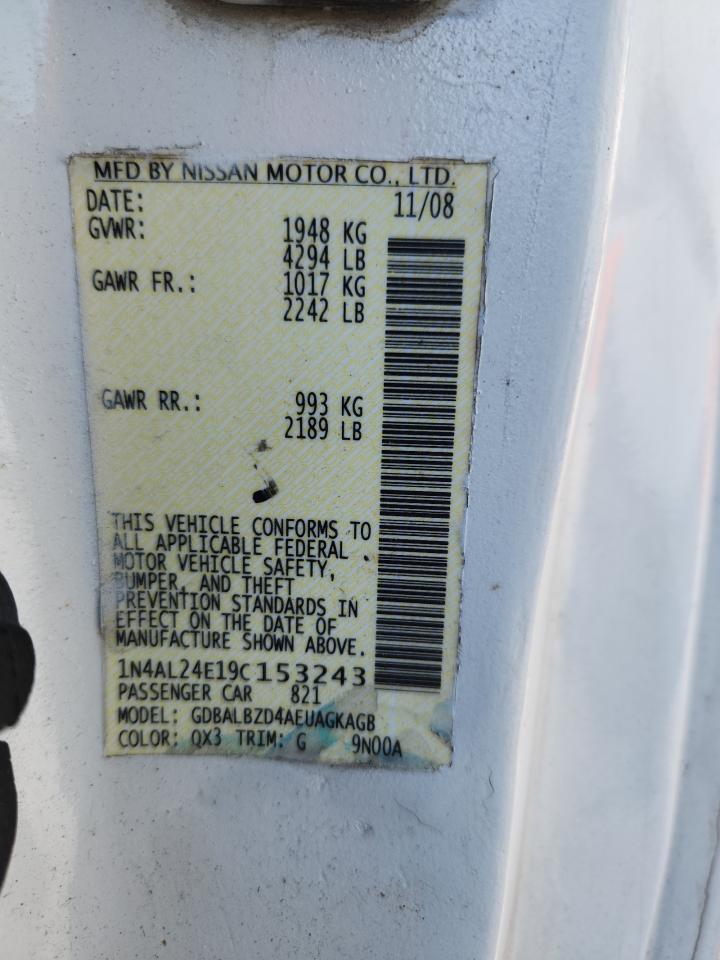 MFD BY NISSAN MOTOR CO., LTD.
DATE: 11/08
GVWR: 1948 KG
4294 LB
GAWR FR.: 1017 KG
2242 LB
GAWR RR.: 993 KG
2189 LB
THIS VEHICLE CONFORMS TO
ALL APPLICABLE FEDERAL
MOTOR VEHICLE SAFETY,
BUMPER, AND THEFT
PREVENTION STANDARDS IN
EFFECT ON THE DATE OF
MANUFACTURE SHOWN ABOVE.
1N4AL24E19C153243
PASSENGER CAR 821
MODEL: GDBALBZD4AEUAGKAGB
COLOR: QX3 TRIM: G 9N00A